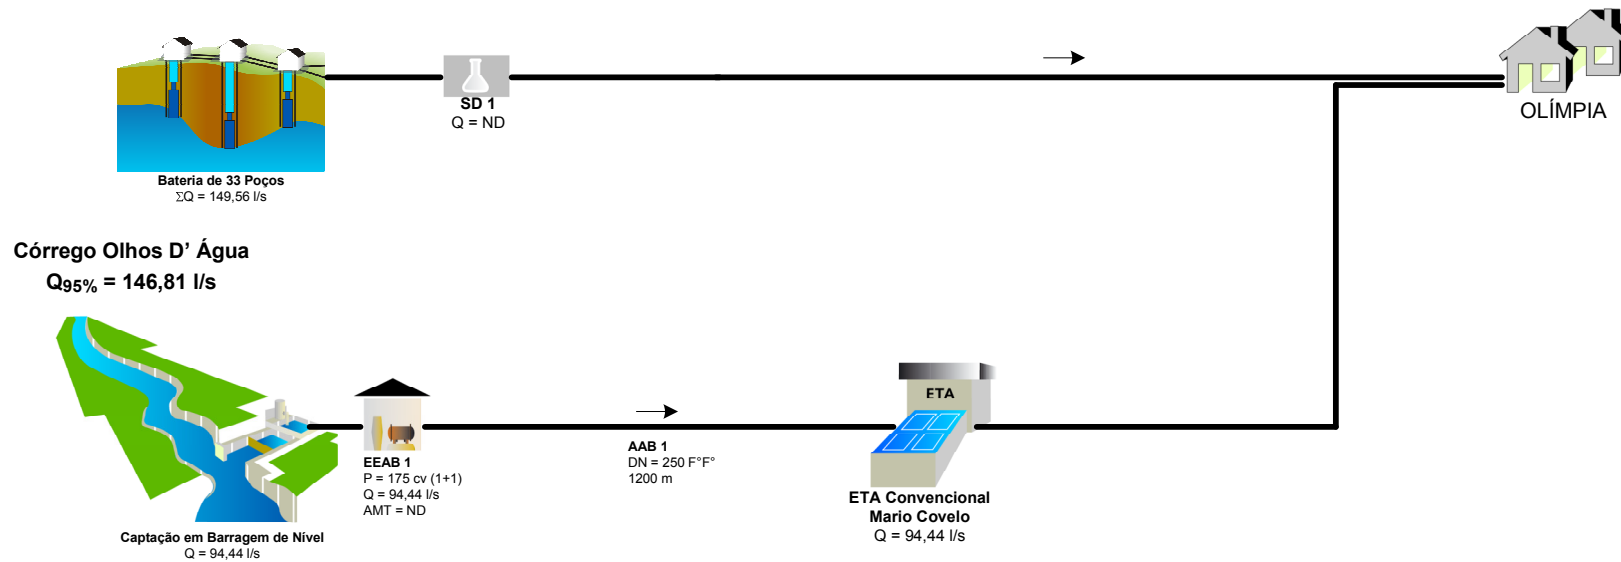 SD 1
Q = ND
OLÍMPIA
Bateria de 33 Poços
ΣQ = 149,56 l/s
Córrego Olhos D' Água
Q95% = 146,81 l/s
ETA
EEAB 1
P = 175 cv (1+1)
Q = 94,44 l/s
AMT = ND
AAB 1
DN = 250 F°F°
1200 m
ETA Convencional
Mario Covelo
Q = 94,44 l/s
Captação em Barragem de Nível
Q = 94,44 l/s